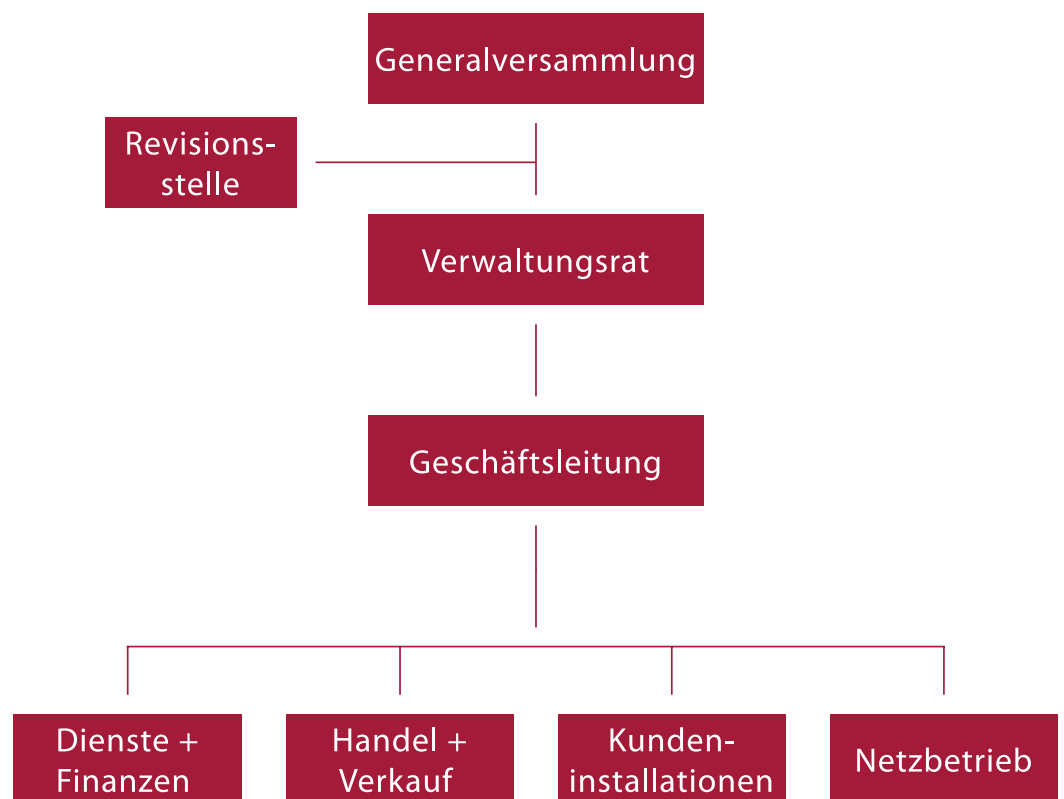 Generalversammlung
Revisions-
stelle
Verwaltungsrat
Geschäftsleitung
Dienste +
Finanzen
Handel +
Verkauf
Kunden-
installationen
Netzbetrieb